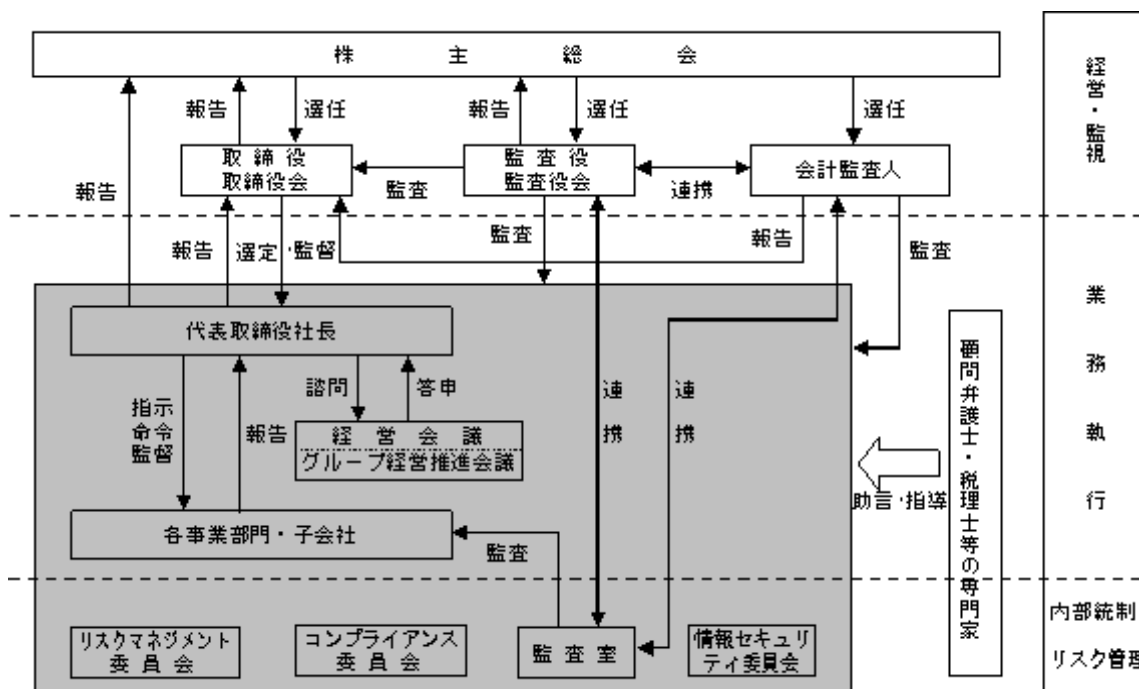 株主総会
報告
選任
報告
選任
選任
取締役
取締役会
監査
監査役
監査役会
連携
会計監査人
報告
報告
選定・監督
監査
報告
監査
代表取締役社長
諮問
答申
指示
命令
監督
報告
経営会議
グループ経営推進会議
連携
連携
各事業部門・子会社
監査
助言・指導
顧問弁護士・税理士等の専門家
リスクマネジメント
委員会
コンプライアンス
委員会
監査室
情報セキュリ
ティ委員会
経営・監視
業務執行
内部統制
リスク管理